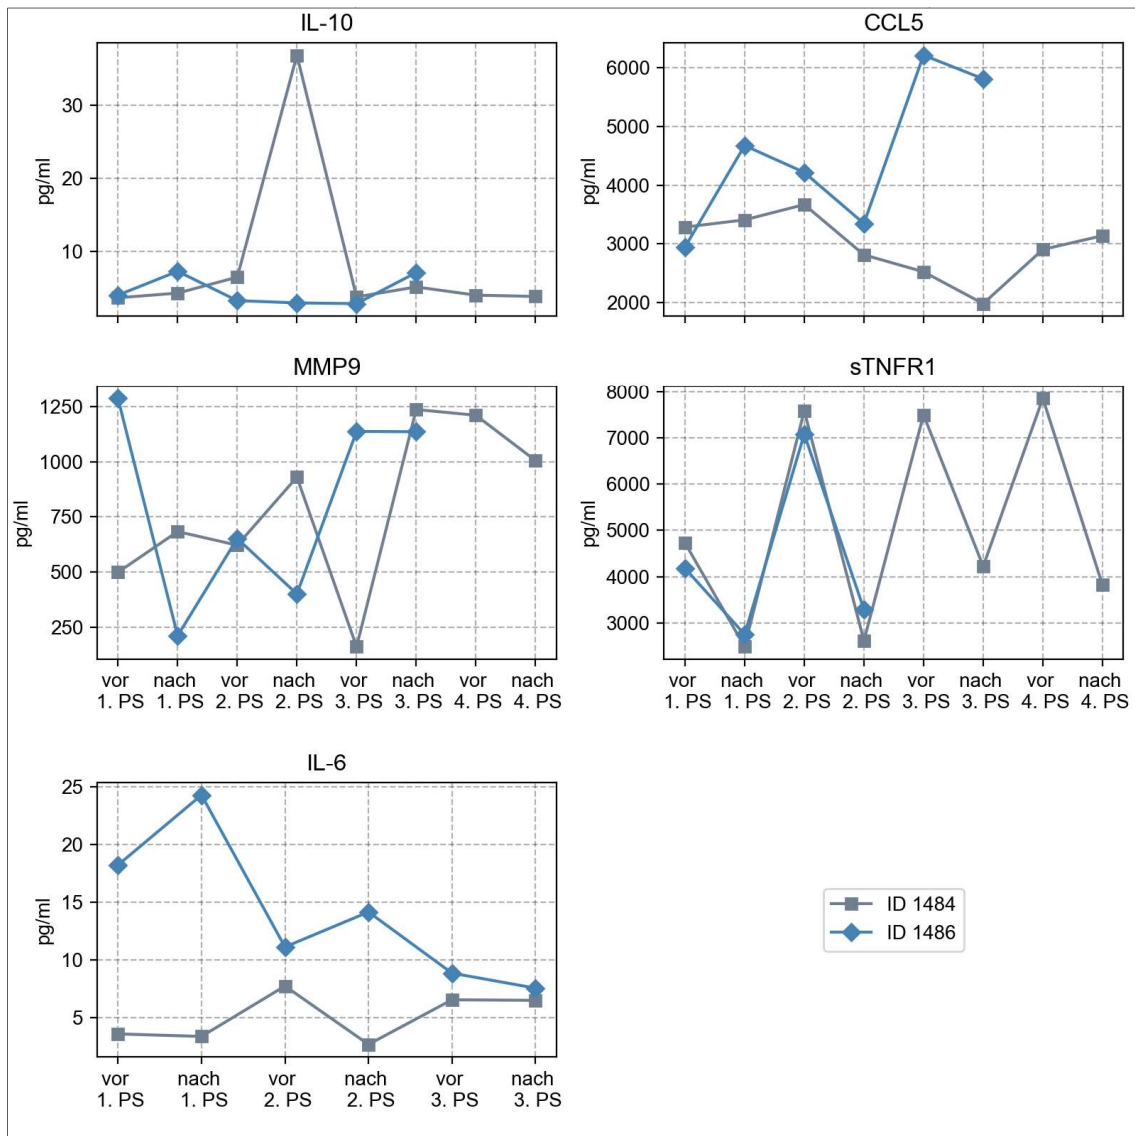 IL-10
pg/ml
30
20
10
CCL5
pg/ml
6000
5000
4000
3000
2000
MMP9
pg/ml
1250
1000
750
500
250
vor nach vor nach vor nach vor nach
1. PS 1. PS 2. PS 2. PS 3. PS 3. PS 4. PS 4. PS
sTNFR1
pg/ml
8000
7000
6000
5000
4000
3000
vor nach vor nach vor nach vor nach
1. PS 1. PS 2. PS 2. PS 3. PS 3. PS 4. PS 4. PS
IL-6
pg/ml
25
20
15
10
5
vor nach vor nach vor nach
1. PS 1. PS 2. PS 2. PS 3. PS 3. PS
ID 1484
ID 1486